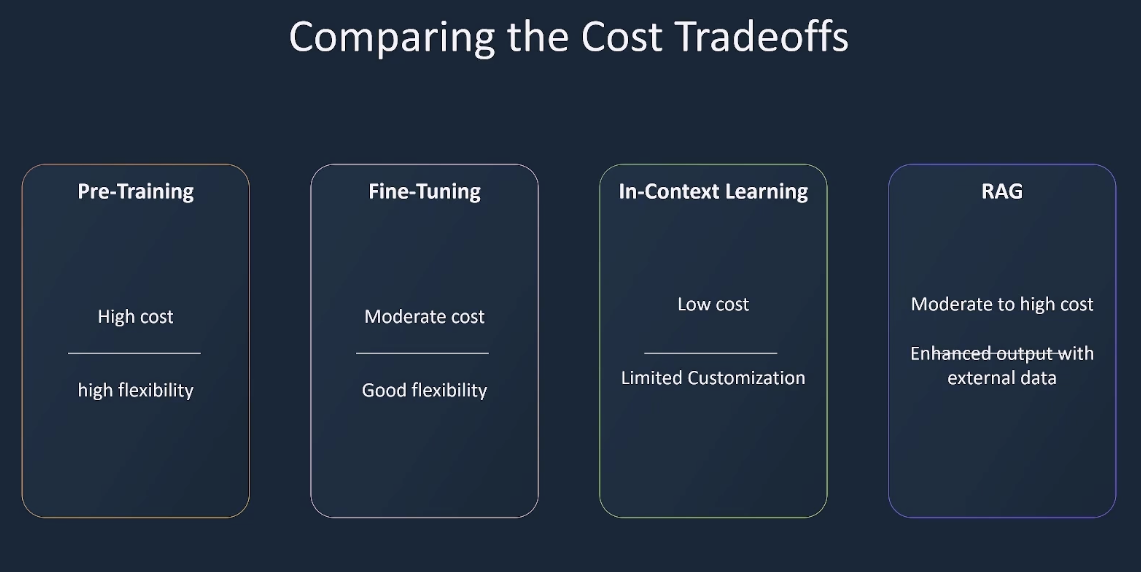 Comparing the Cost Tradeoffs
Pre-Training
High cost
high flexibility
Fine-Tuning
Moderate cost
Good flexibility
In-Context Learning
Low cost
Limited Customization
RAG
Moderate to high cost
Enhanced output with
external data